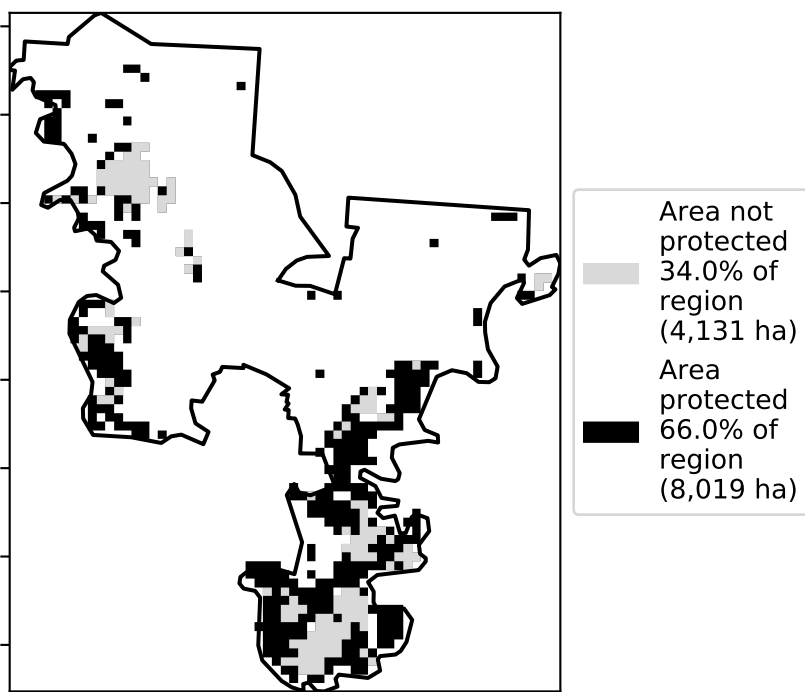 Area not
protected
34.0% of
region
(4,131 ha)
Area
protected
66.0% of
region
(8,019 ha)